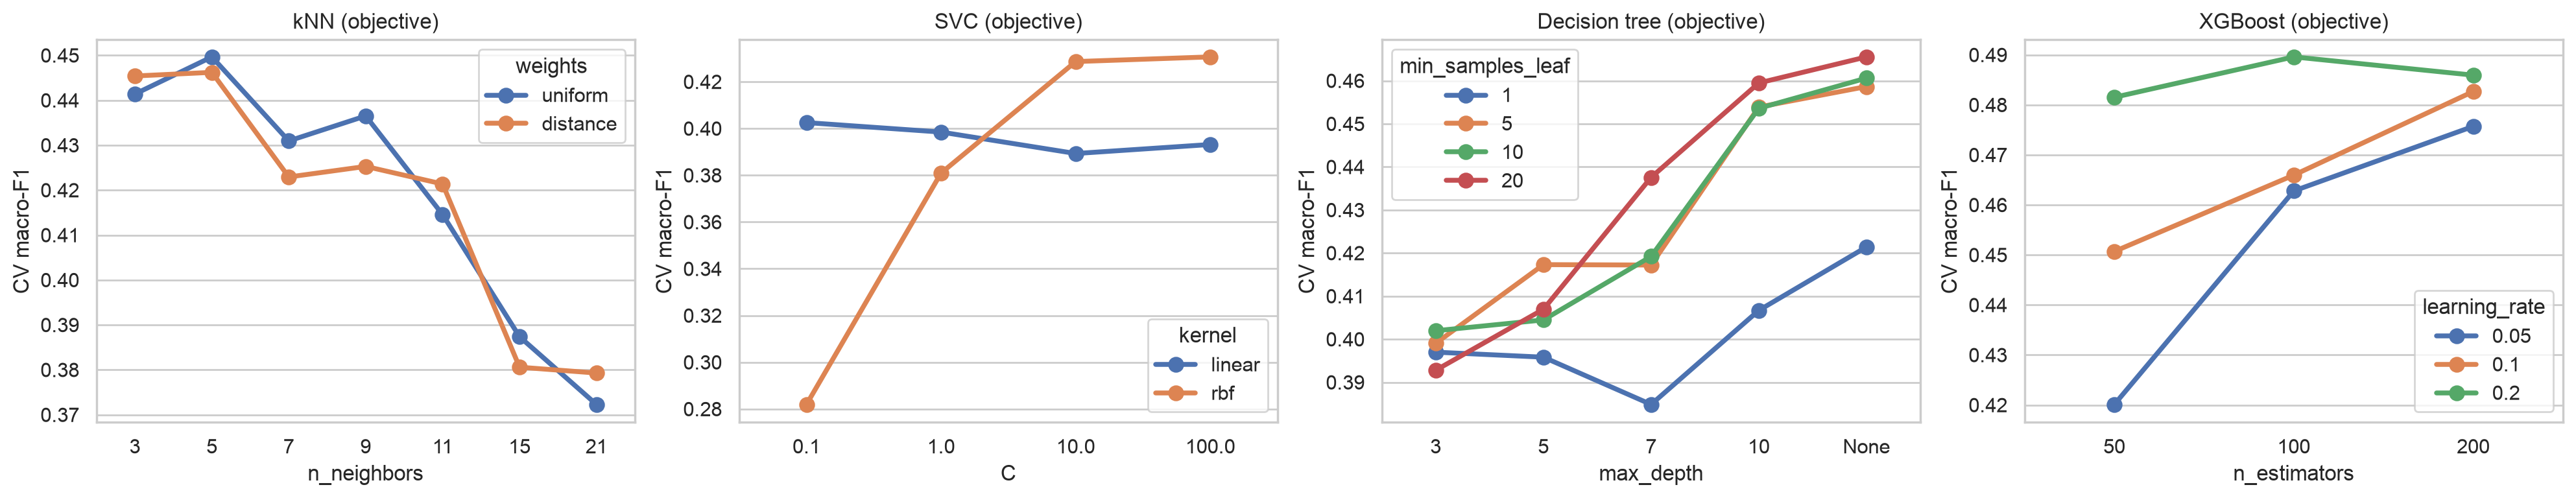 kNN (objective)
CV macro-F1
0.45
0.44
0.43
0.42
0.41
0.40
0.39
0.38
0.37
weights
uniform
distance
3 5 7 9 11 15 21
n_neighbors
SVC (objective)
CV macro-F1
0.42
0.40
0.38
0.36
0.34
0.32
0.30
0.28
kernel
linear
rbf
0.1 1.0 10.0 100.0
C
Decision tree (objective)
CV macro-F1
0.46
0.45
0.44
0.43
0.42
0.41
0.40
0.39
min_samples_leaf
1
5
10
20
3 5 7 10 None
max_depth
XGBoost (objective)
CV macro-F1
0.49
0.48
0.47
0.46
0.45
0.44
0.43
0.42
learning_rate
0.05
0.1
0.2
50 100 200
n_estimators